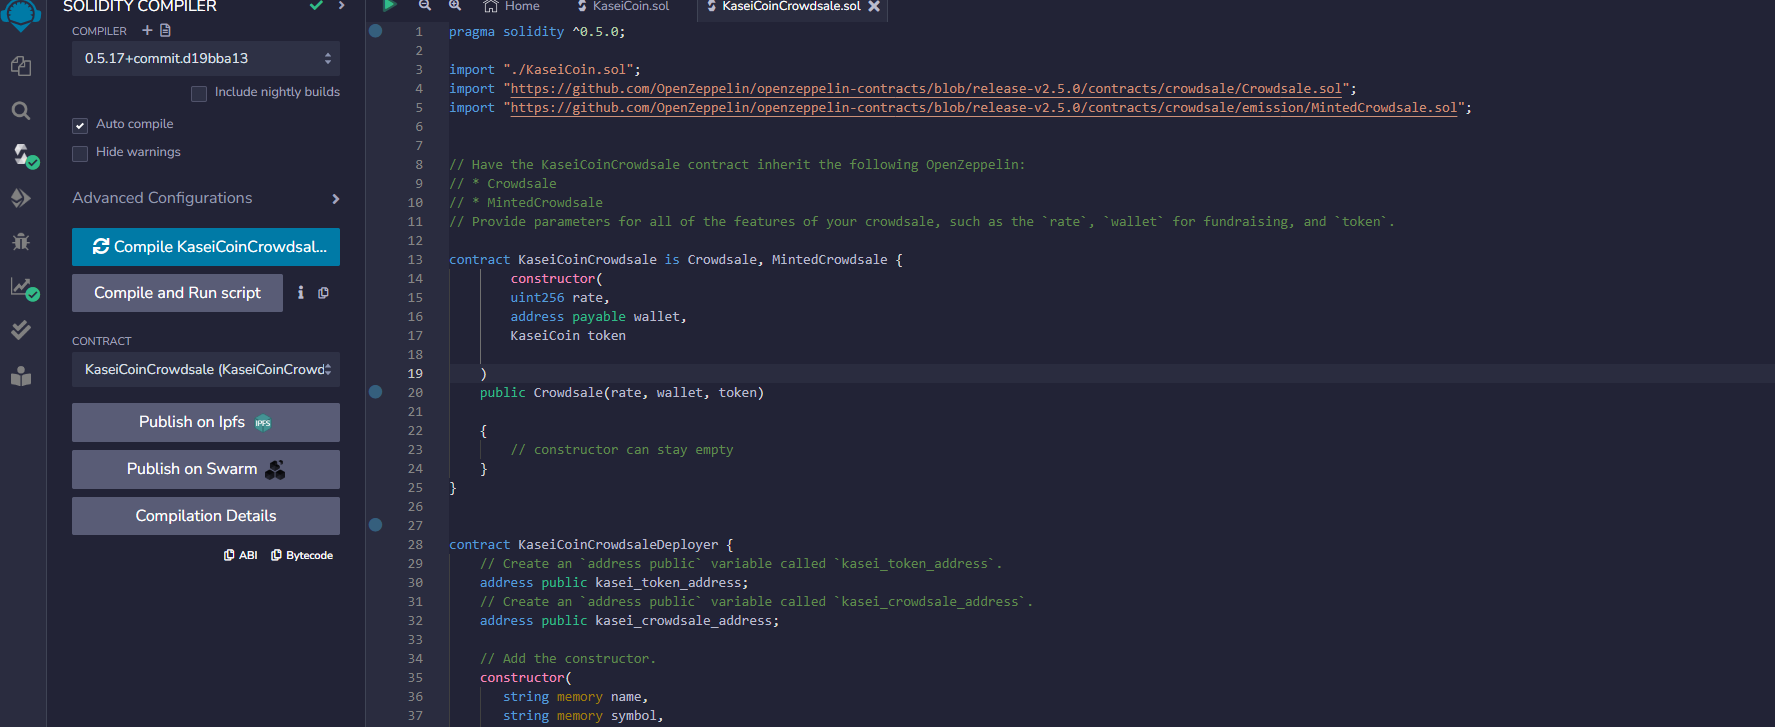 SOLIDITY COMPILER
COMPILER
0.5.17+commit.d19bba13
Include nightly builds
Auto compile
Hide warnings
Advanced Configurations
Compile KaseiCoinCrowdsal...
Compile and Run script
CONTRACT
KaseiCoinCrowdsale (KaseiCoinCrowd
Publish on Ipfs
IPFS
Publish on Swarm
Compilation Details
ABI Bytecode
Home KaseiCoin.sol KaseiCoinCrowdsale.sol
1 pragma solidity ^0.5.0;
2
3 import "./KaseiCoin.sol";
4 import "https://github.com/OpenZeppelin/openzeppelin-contracts/blob/release-v2.5.0/contracts/crowdsale/Crowdsale.sol";
5 import "https://github.com/OpenZeppelin/openzeppelin-contracts/blob/release-v2.5.0/contracts/crowdsale/emission/MintedCrowdsale.sol";
6
7
8 // Have the KaseiCoinCrowdsale contract inherit the following OpenZeppelin:
9 // * Crowdsale
10 // * MintedCrowdsale
11 // Provide parameters for all of the features of your crowdsale, such as the `rate`, `wallet` for fundraising, and `token`.
12
13 contract KaseiCoinCrowdsale is Crowdsale, MintedCrowdsale {
14 constructor(
15 uint256 rate,
16 address payable wallet,
17 KaseiCoin token
18
19 )
20 public Crowdsale(rate, wallet, token)
21
22 {
23 // constructor can stay empty
24 }
25 }
26
27
28 contract KaseiCoinCrowdsaleDeployer {
29 // Create an `address public` variable called `kasei_token_address`.
30 address public kasei_token_address;
31 // Create an `address public` variable called `kasei_crowdsale_address`.
32 address public kasei_crowdsale_address;
33
34 // Add the constructor.
35 constructor(
36 string memory name,
37 string memory symbol,